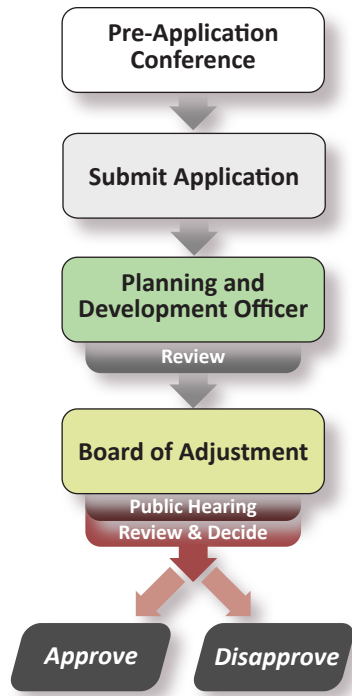 Pre-Application
Conference
Submit Application
Planning and
Development Officer
Review
Board of Adjustment
Public Hearing
Review & Decide
Approve
Disapprove